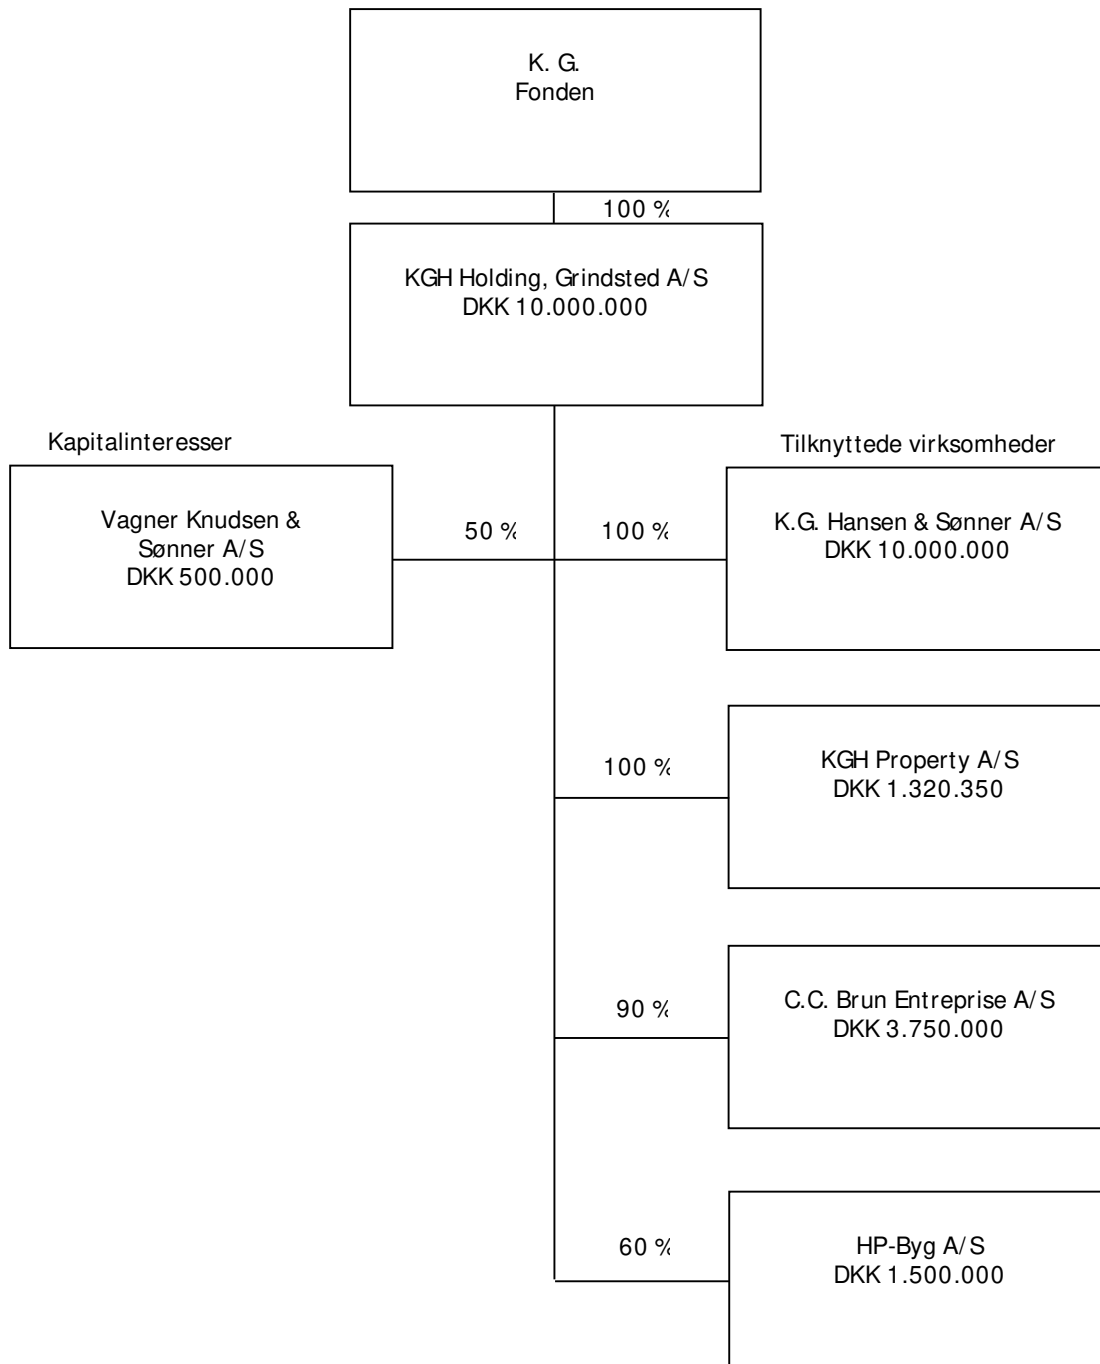 K. G.
Fonden
100 %
KGH Holding, Grindsted A/S
DKK 10.000.000
Kapitalinteresser
Tilknyttede virksomheder
Vagner Knudsen &
Sønner A/S
DKK 500.000
50 %
100 %
K.G. Hansen & Sønner A/S
DKK 10.000.000
100 %
KGH Property A/S
DKK 1.320.350
90 %
C.C. Brun Entreprise A/S
DKK 3.750.000
60 %
HP-Byg A/S
DKK 1.500.000